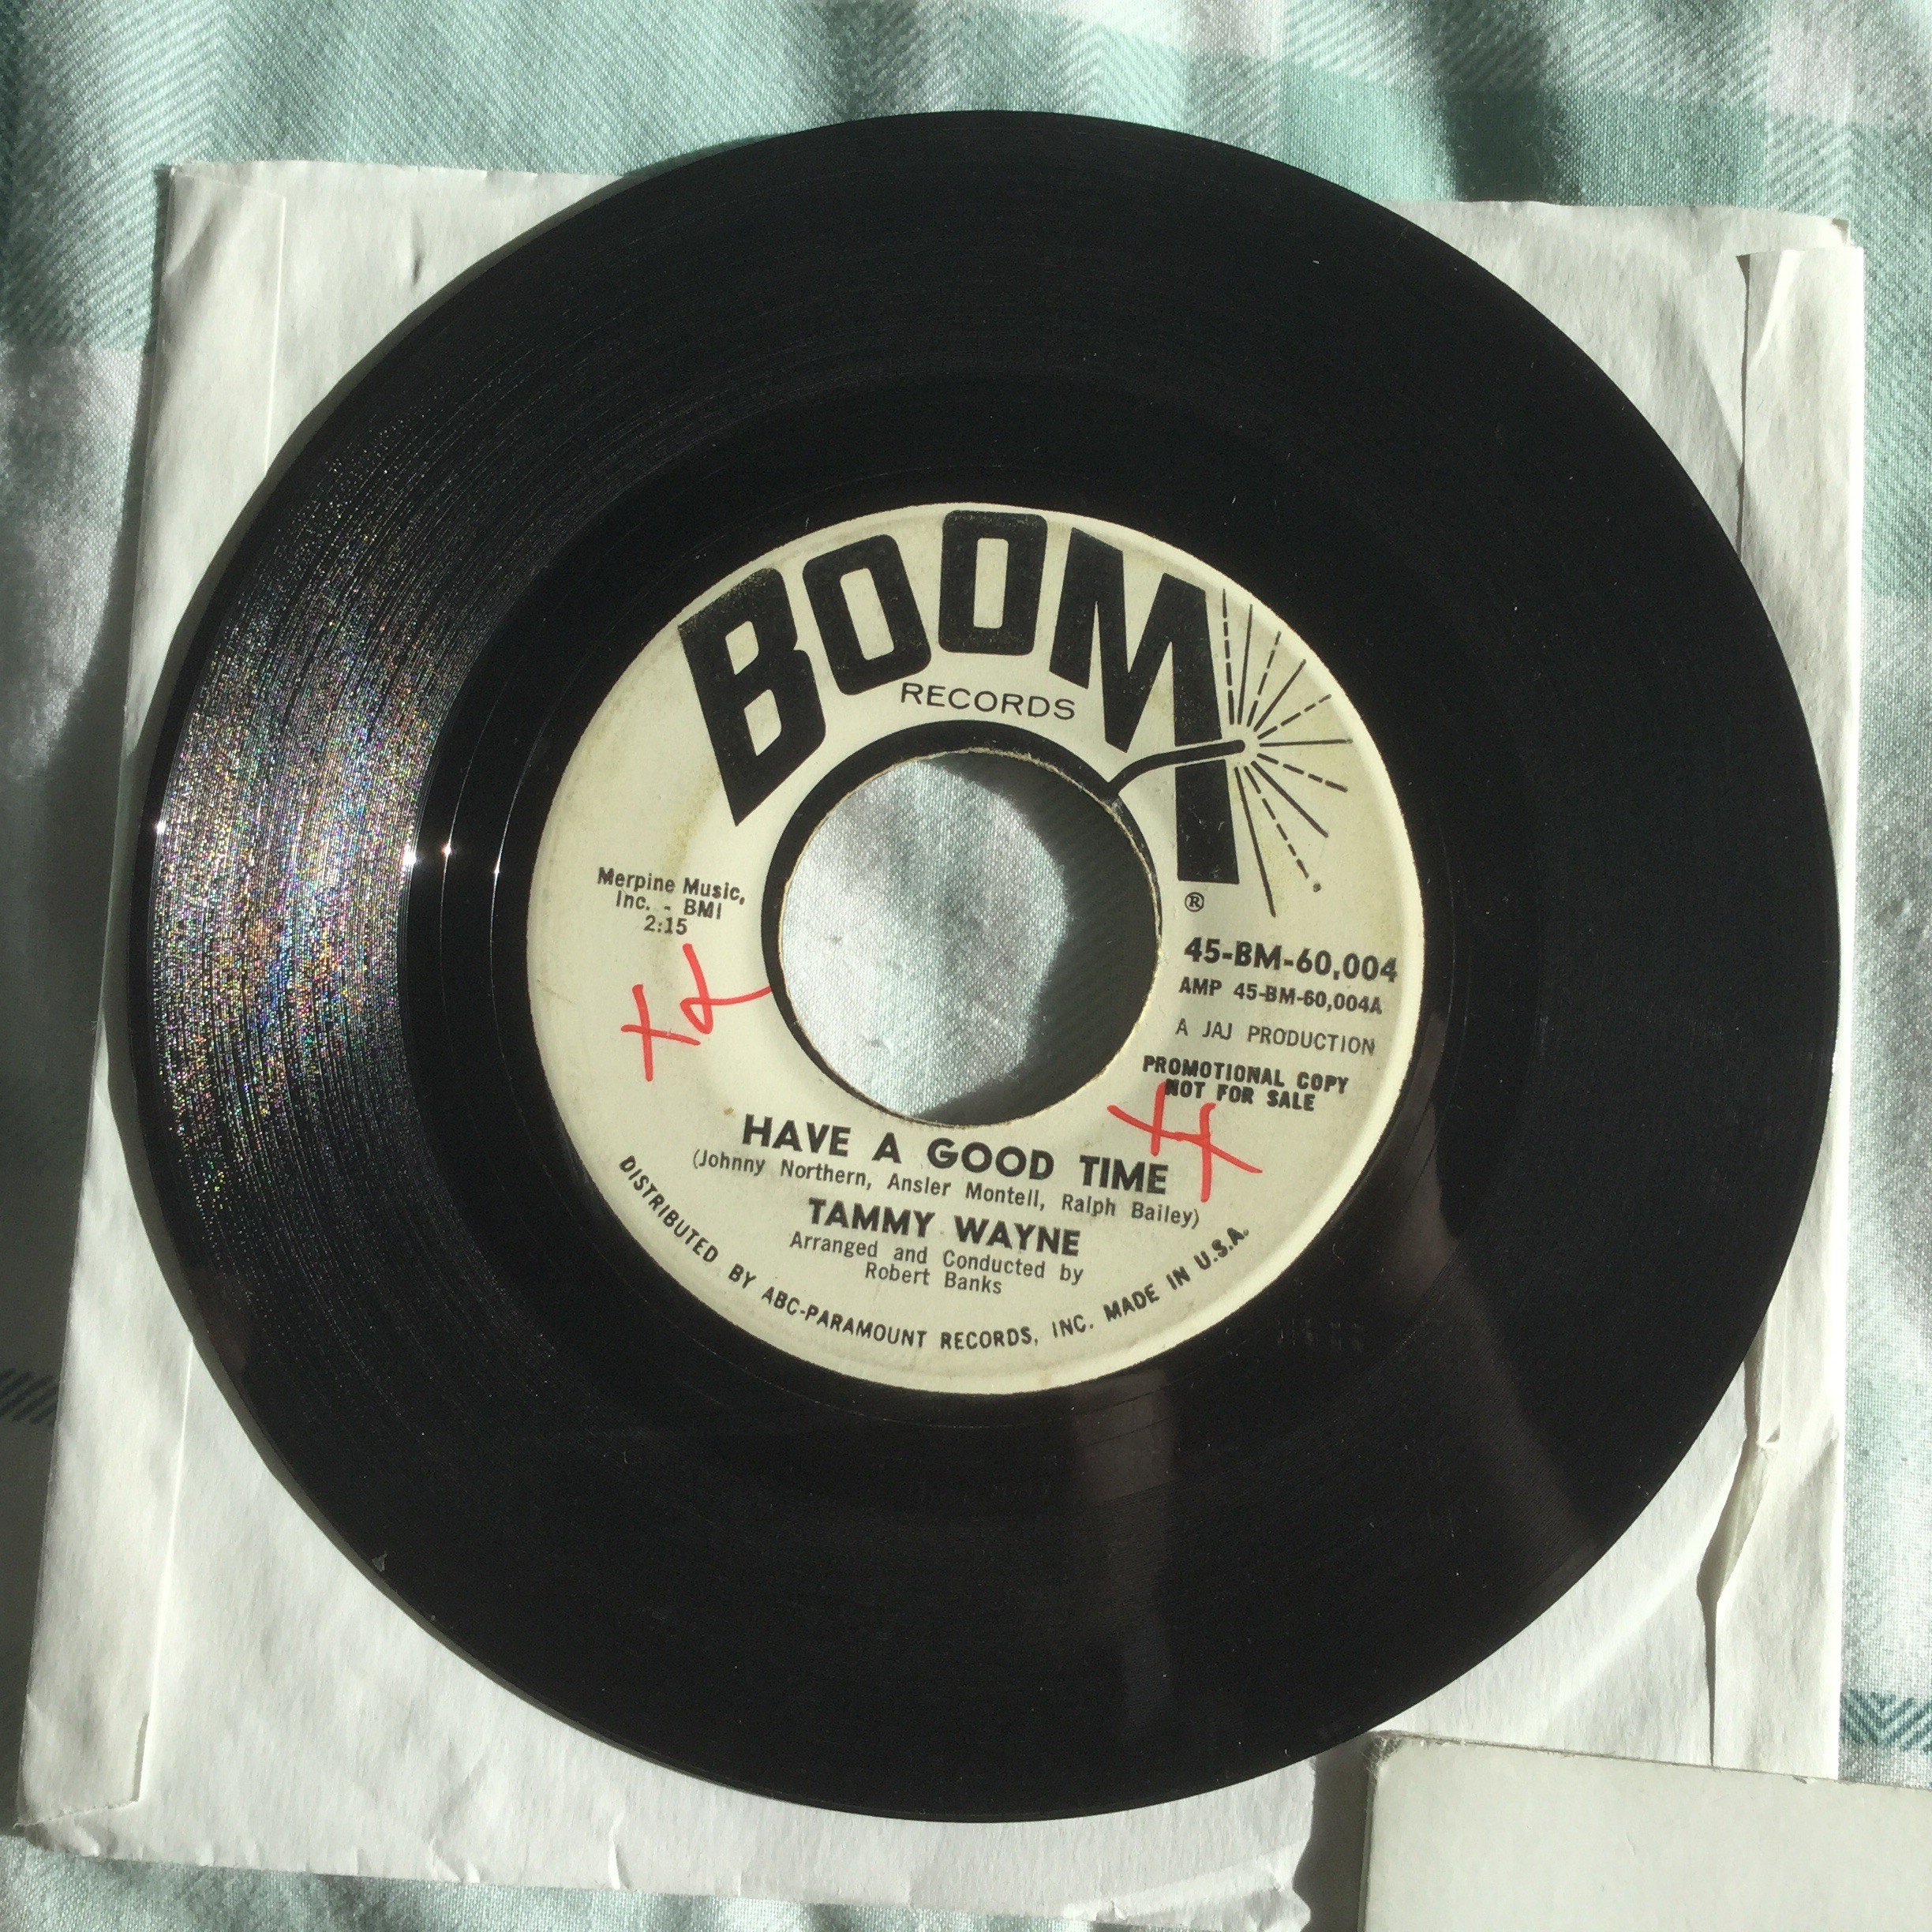 BOOM
RECORDS
®
Merpine Music,
Inc. - BMI
2:15
45-BM-60,004
AMP 45-BM-60,004A
A JAJ PRODUCTION
PROMOTIONAL COPY
NOT FOR SALE
HAVE A GOOD TIME
(Johnny Northern, Ansler Montell, Ralph Bailey)
TAMMY WAYNE
Arranged and Conducted by
Robert Banks
DISTRIBUTED BY ABC-PARAMOUNT RECORDS, INC. MADE IN U.S.A.